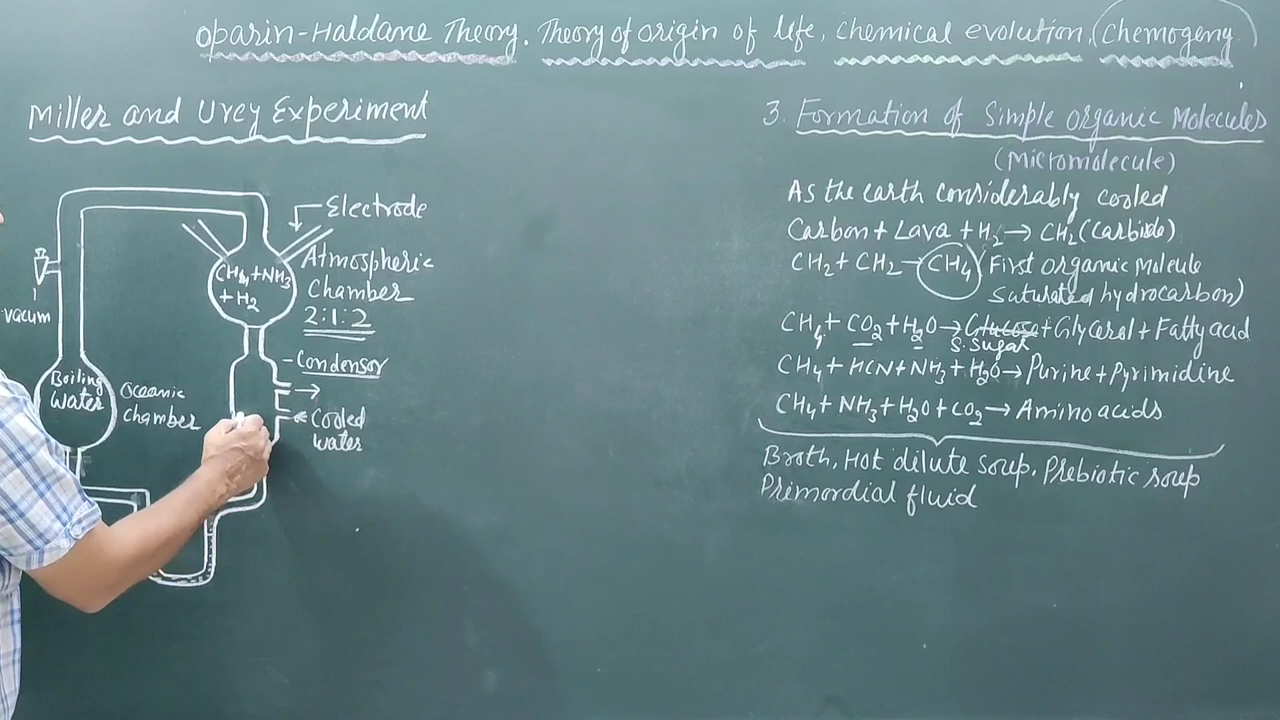 Oparin-Haldane Theory. Theory of origin of life, Chemical evolution, Chemogeny
Miller and Urey Experiment
Electrode
CH₄+NH₃
+H₂
Atmospheric
Chamber
2:1:2
vacum
Condensor
Boiling
Water
Oceanic
chamber
Cooled
water
3. Formation of Simple organic Molecules
(Micromolecule)
As the earth considerably cooled
Carbon + Lava + H₂ → CH₂ (Carbide)
CH₂ + CH₂ → CH₄ (First organic Molecule
Saturated hydrocarbon)
CH₄ + CO₂ + H₂O → Glucose + Glycerol + Fatty acid
S. Sugar
CH₄ + HCN + NH₃ + H₂O → Purine + Pyrimidine
CH₄ + NH₃ + H₂O + CO₂ → Amino acids
Broth, Hot dilute Soup, Prebiotic soup
Primordial fluid